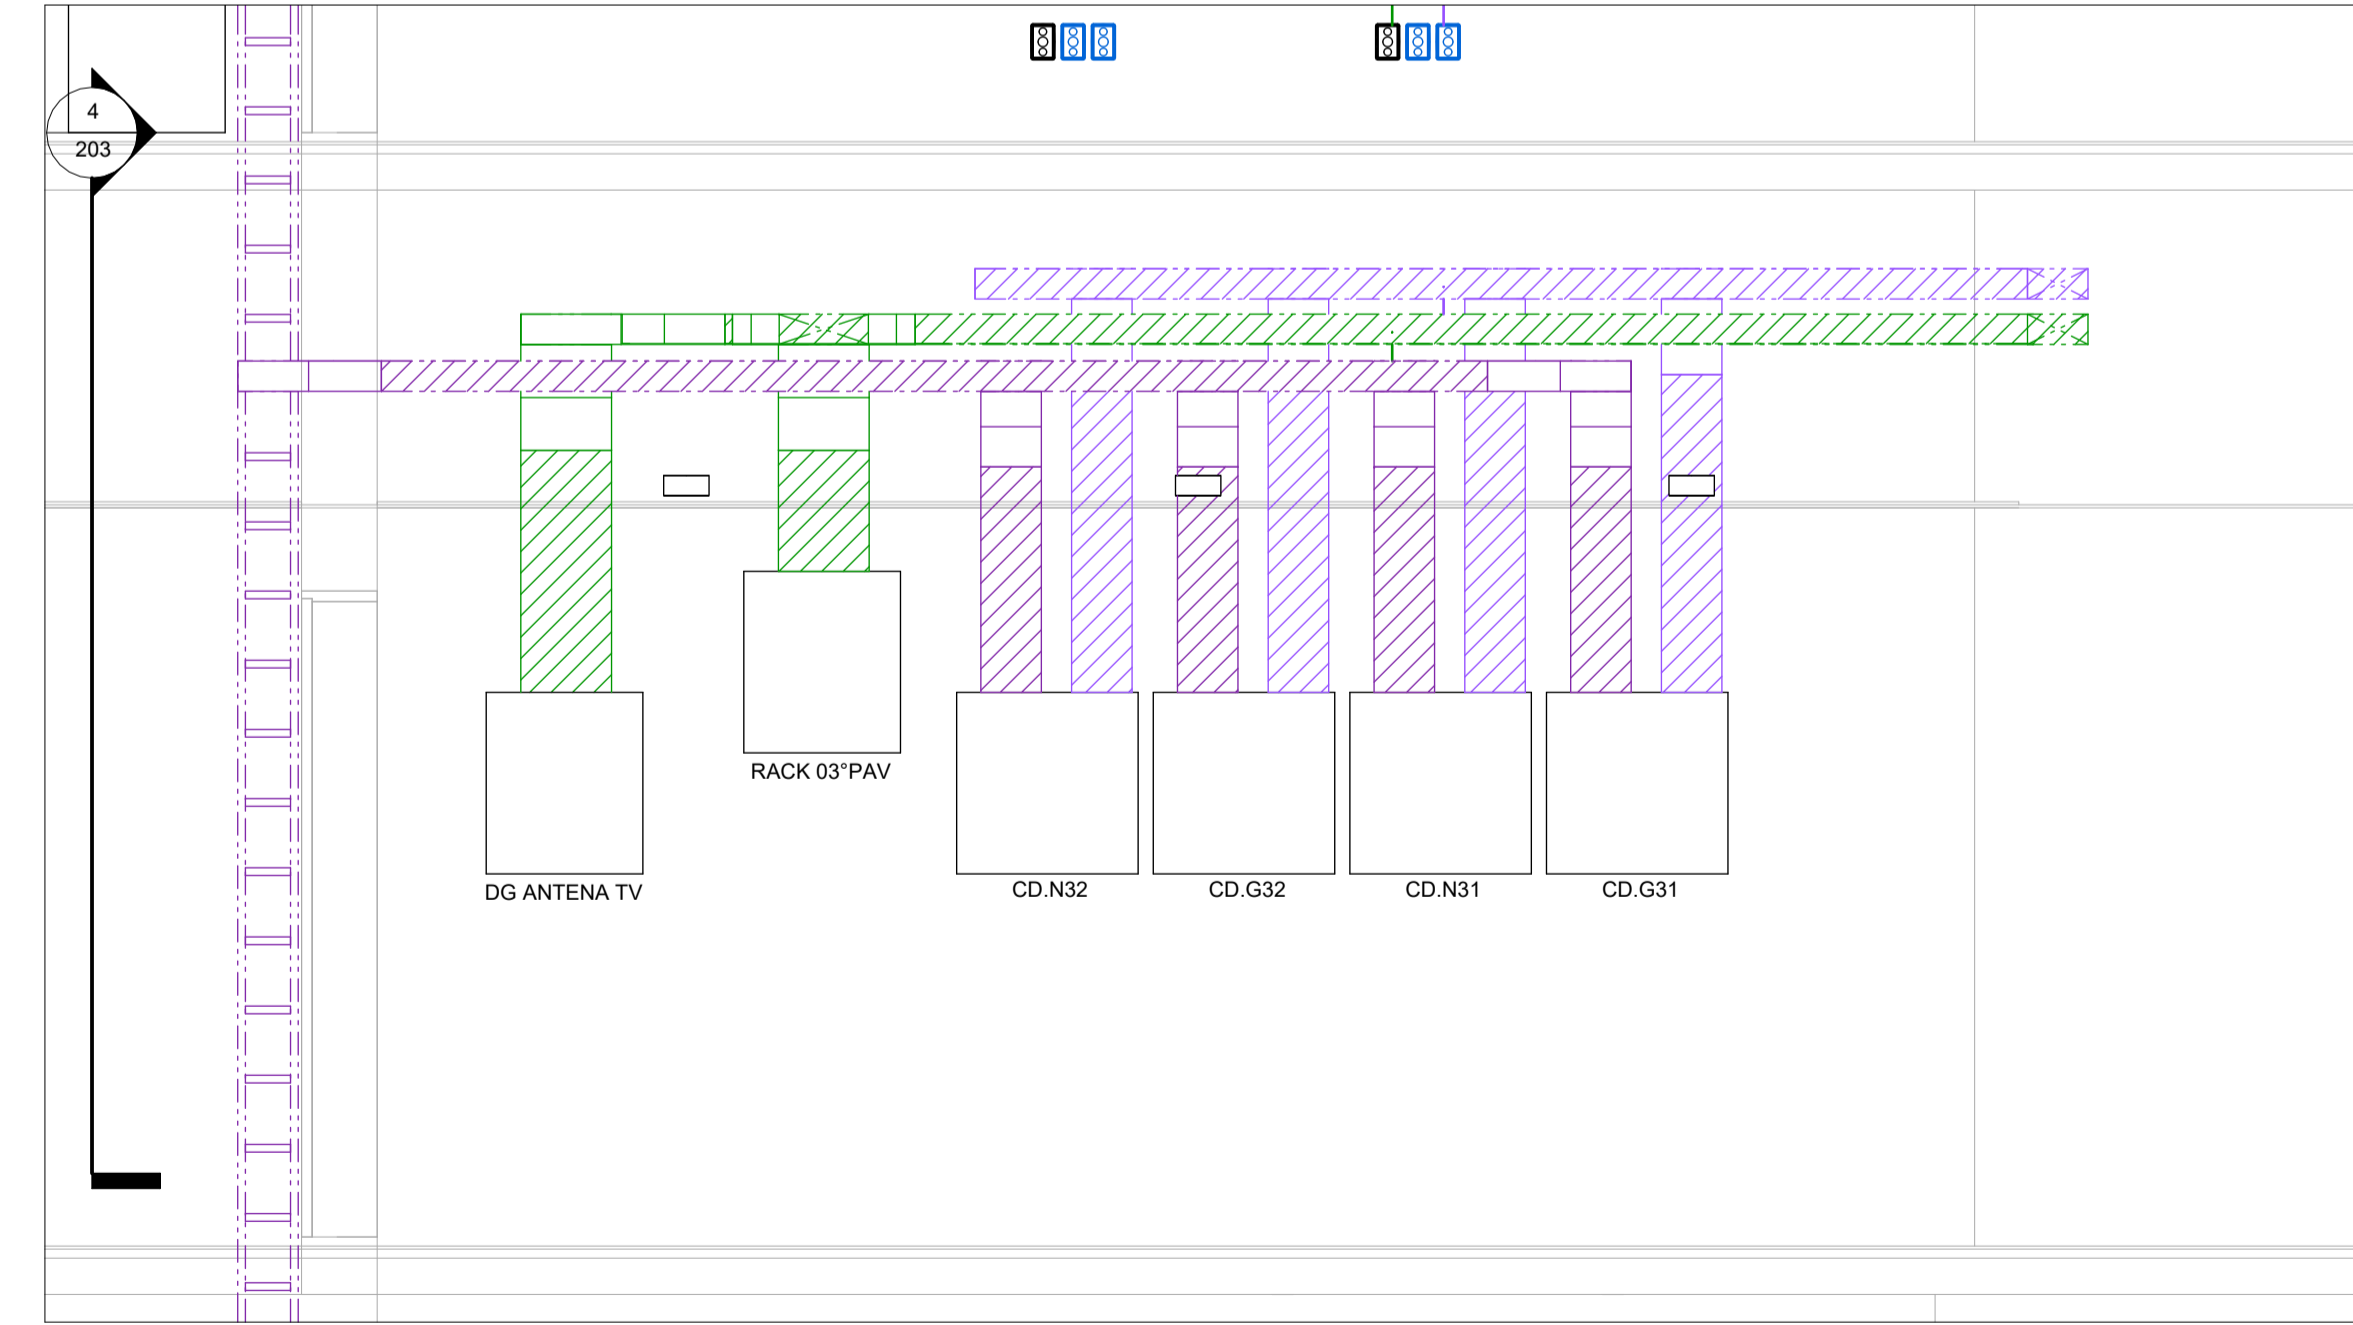 4
203
RACK 03°PAV
DG ANTENA TV
CD.N32
CD.G32
CD.N31
CD.G31